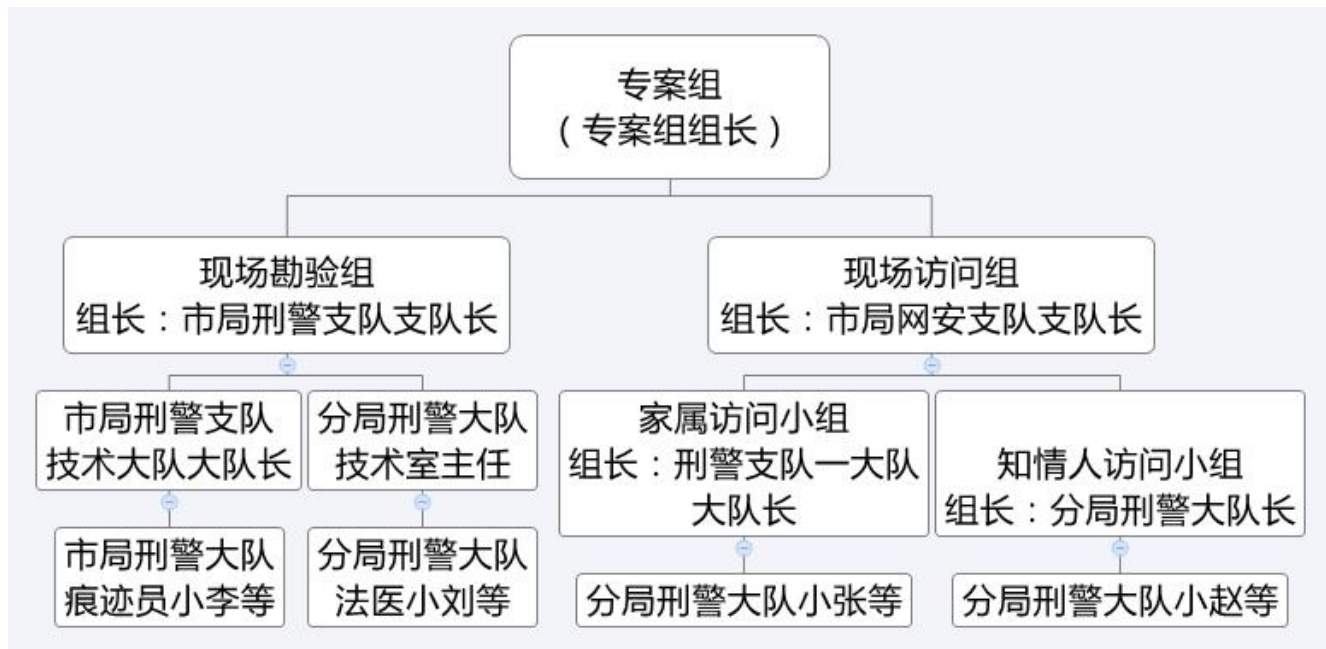 专案组
（专案组组长）
现场勘验组
组长：市局刑警支队支队长
现场访问组
组长：市局网安支队支队长
市局刑警支队
技术大队大队长
分局刑警大队
技术室主任
家属访问小组
组长：刑警支队一大队
大队长
知情人访问小组
组长：分局刑警大队长
市局刑警大队
痕迹员小李等
分局刑警大队
法医小刘等
分局刑警大队小张等
分局刑警大队小赵等